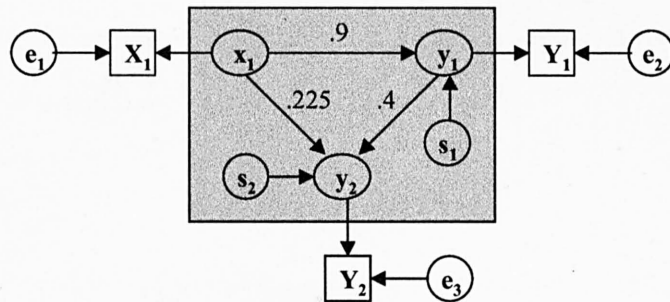 .9
e₁ X₁ x₁ y₁ Y₁ e₂
.225 .4
s₁
s₂ y₂
Y₂ e₃